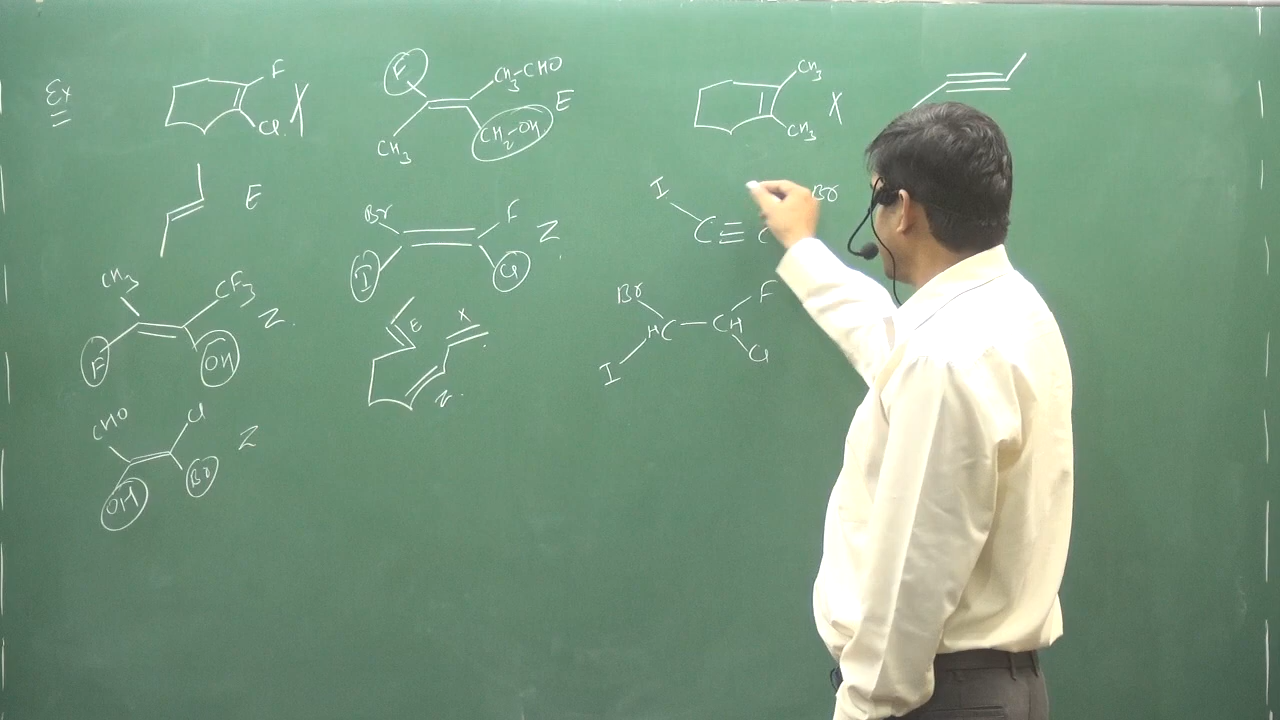 Ex
F
Cl.
X
F
CH3-CHO
CH3
CH2-OH
E
CH3
CH3
X
E
Br
F
I
Cl
Z.
I
C≡C
Br
CH3
CF3
F
OH
Z.
E
X
Z.
Br
F
HC-CH
I
Cl
CHO
Cl
OH
Br
Z